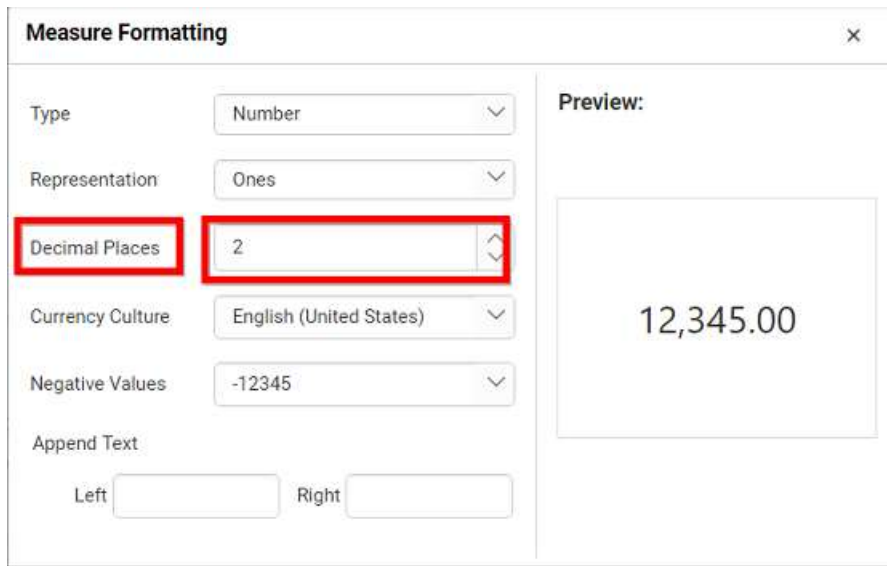 Measure Formatting
Type
Number
Representation
Ones
Decimal Places
2
Currency Culture
English (United States)
Negative Values
-12345
Append Text
Left
Right
Preview:
12,345.00